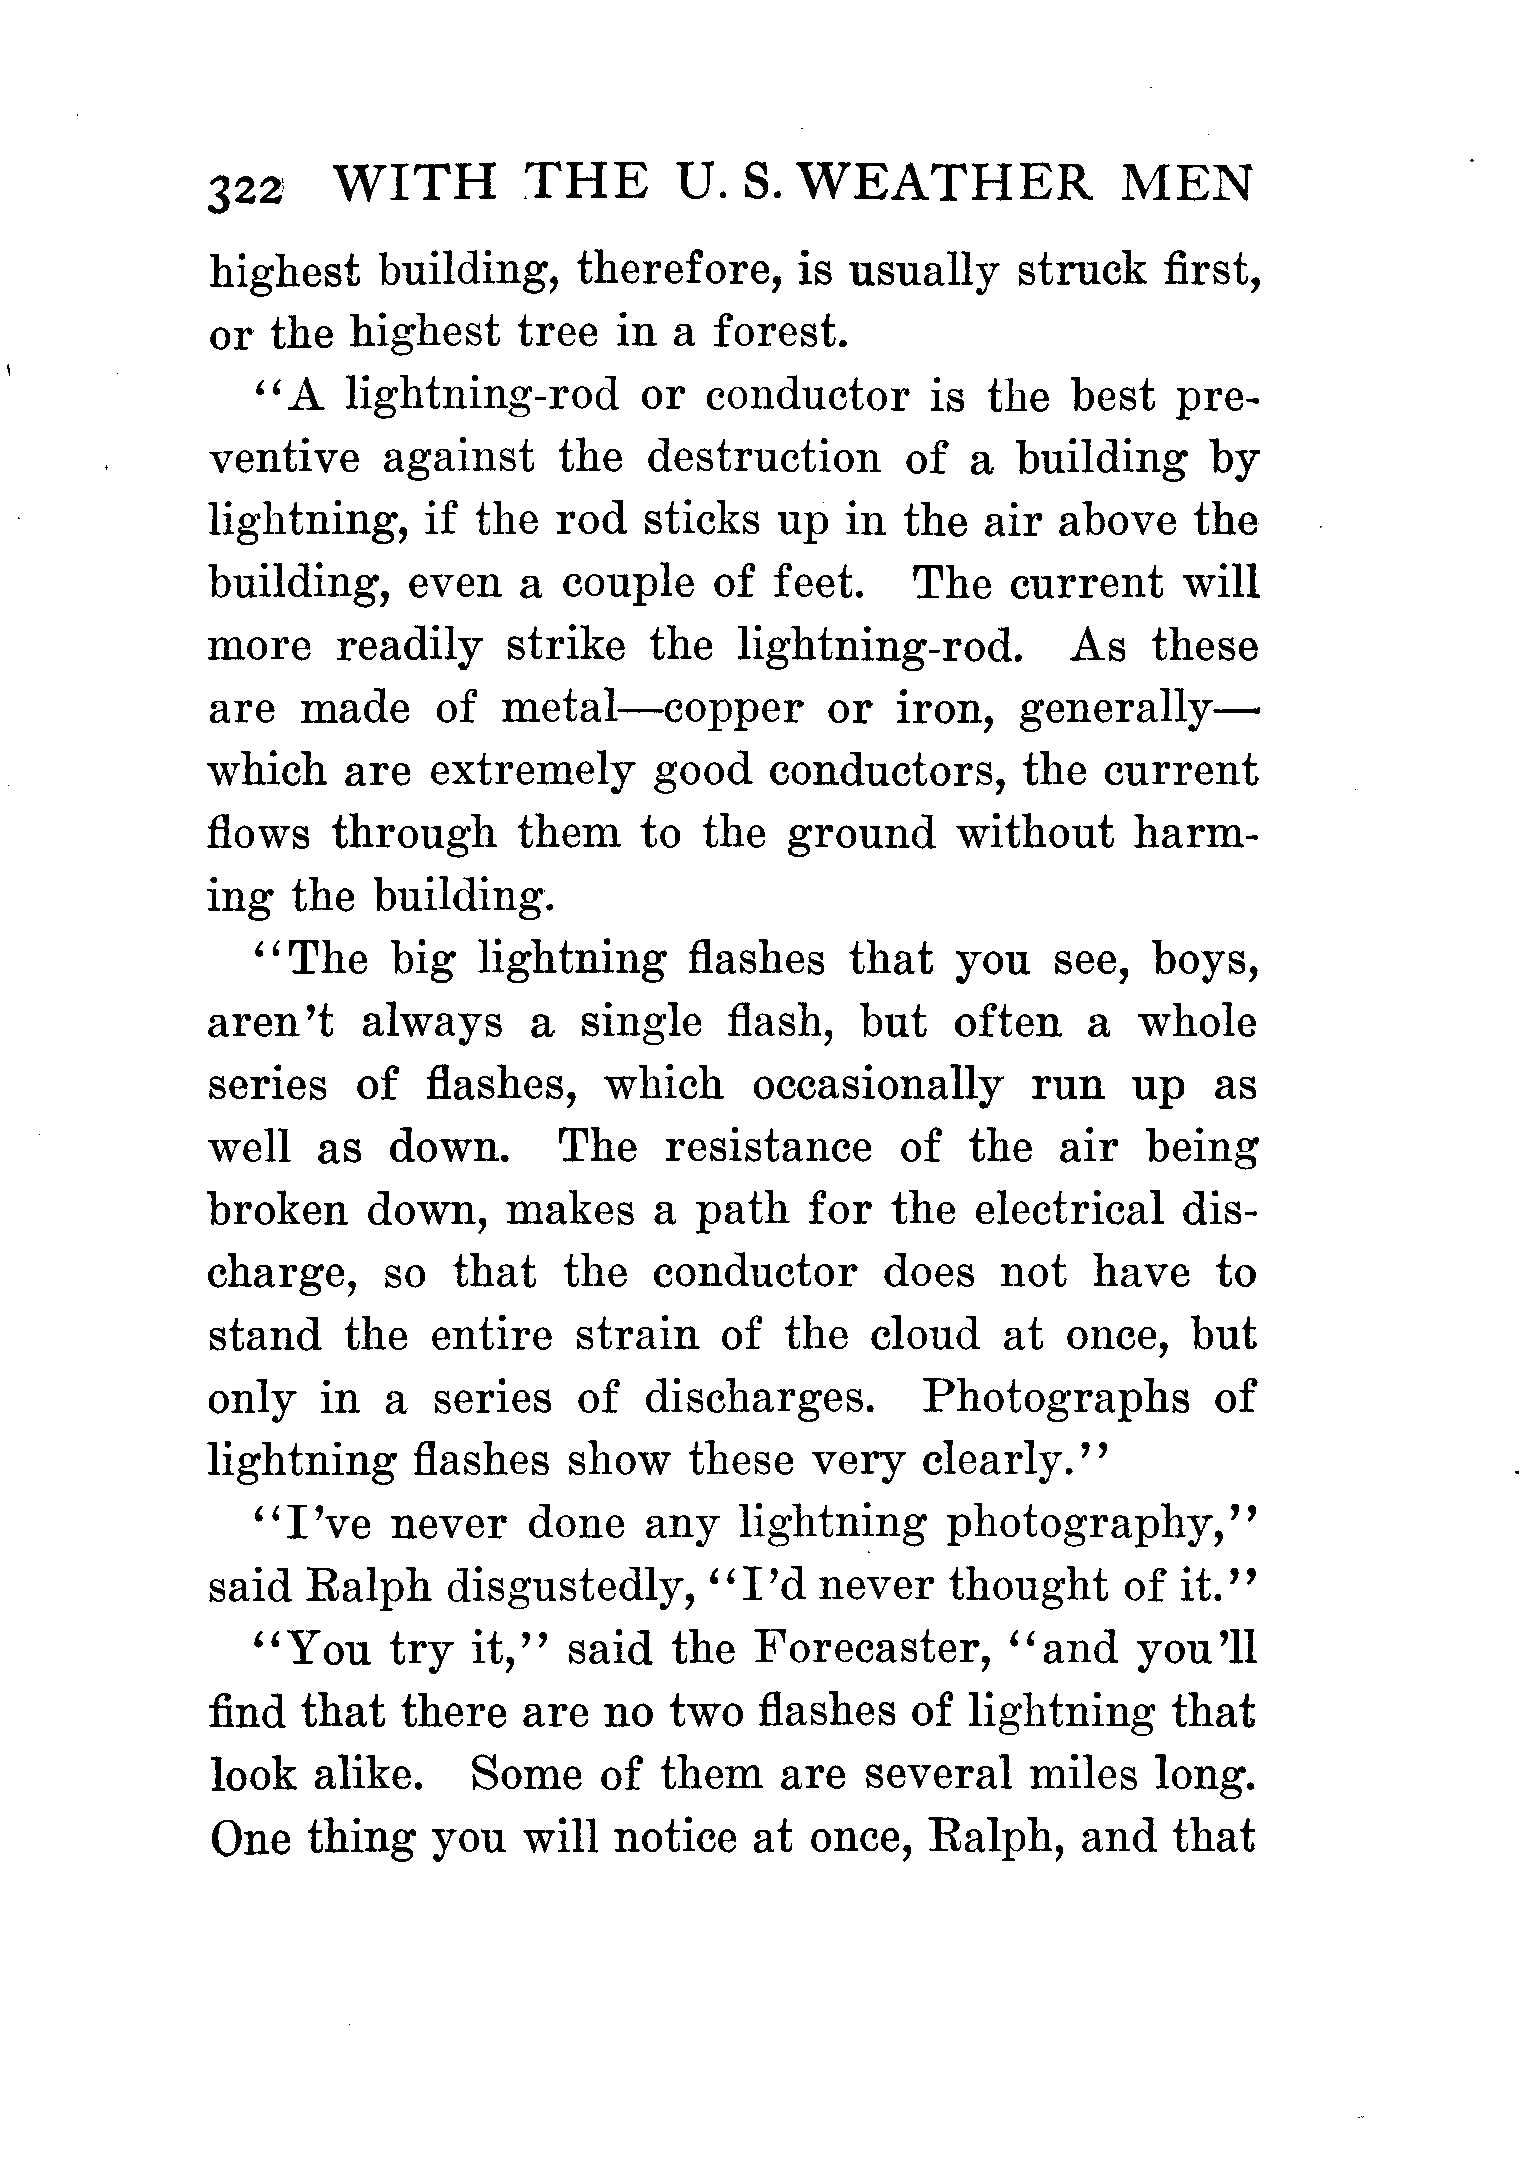 322 WITH THE U. S. WEATHER MEN
highest building, therefore, is usually struck first,
or the highest tree in a forest.
"A lightning-rod or conductor is the best pre-
ventive against the destruction of a building by
lightning, if the rod sticks up in the air above the
building, even a couple of feet. The current will
more readily strike the lightning-rod. As these
are made of metal—copper or iron, generally—
which are extremely good conductors, the current
flows through them to the ground without harm-
ing the building.
"The big lightning flashes that you see, boys,
aren't always a single flash, but often a whole
series of flashes, which occasionally run up as
well as down. The resistance of the air being
broken down, makes a path for the electrical dis-
charge, so that the conductor does not have to
stand the entire strain of the cloud at once, but
only in a series of discharges. Photographs of
lightning flashes show these very clearly."
"I've never done any lightning photography,"
said Ralph disgustedly, "I'd never thought of it."
"You try it," said the Forecaster, "and you'll
find that there are no two flashes of lightning that
look alike. Some of them are several miles long.
One thing you will notice at once, Ralph, and that